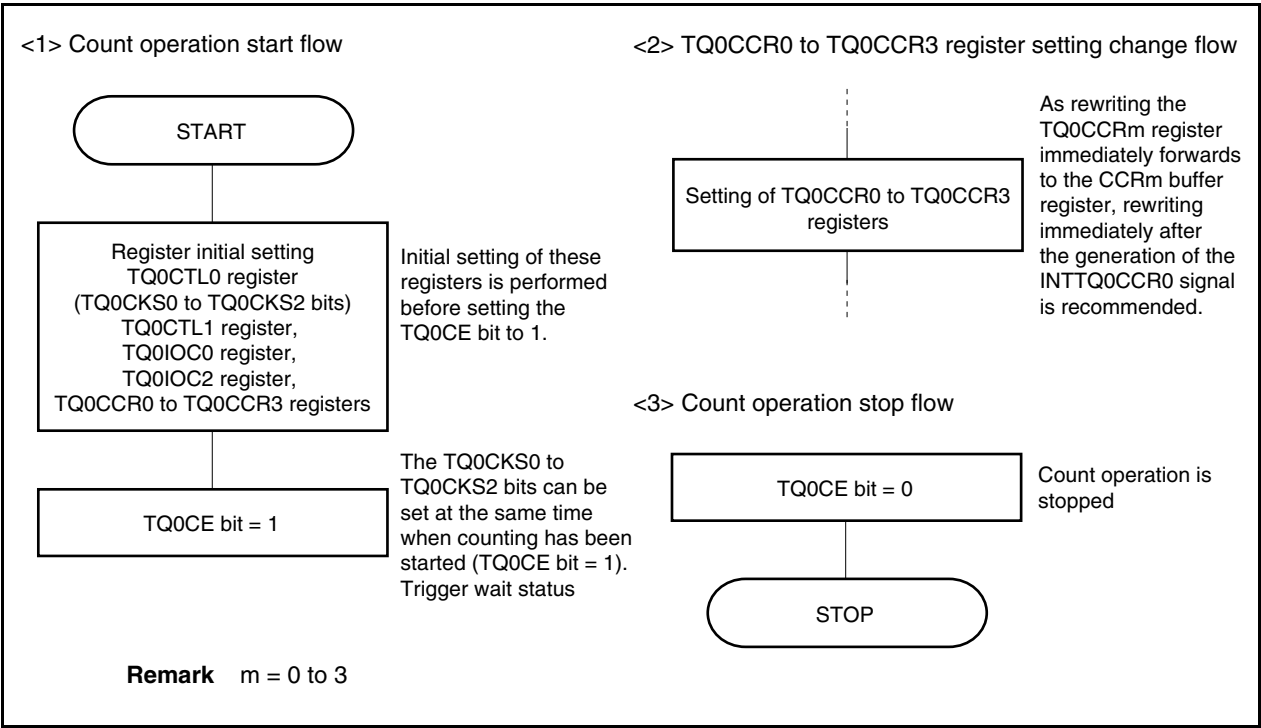 <1> Count operation start flow
START
Register initial setting
TQ0CTL0 register
(TQ0CKS0 to TQ0CKS2 bits)
TQ0CTL1 register,
TQ0IOC0 register,
TQ0IOC2 register,
TQ0CCR0 to TQ0CCR3 registers
Initial setting of these
registers is performed
before setting the
TQ0CE bit to 1.
TQ0CE bit = 1
The TQ0CKS0 to
TQ0CKS2 bits can be
set at the same time
when counting has been
started (TQ0CE bit = 1).
Trigger wait status
<2> TQ0CCR0 to TQ0CCR3 register setting change flow
Setting of TQ0CCR0 to TQ0CCR3
registers
As rewriting the
TQ0CCRm register
immediately forwards
to the CCRm buffer
register, rewriting
immediately after
the generation of the
INTTQ0CCR0 signal
is recommended.
<3> Count operation stop flow
TQ0CE bit = 0
Count operation is
stopped
STOP
Remark m = 0 to 3